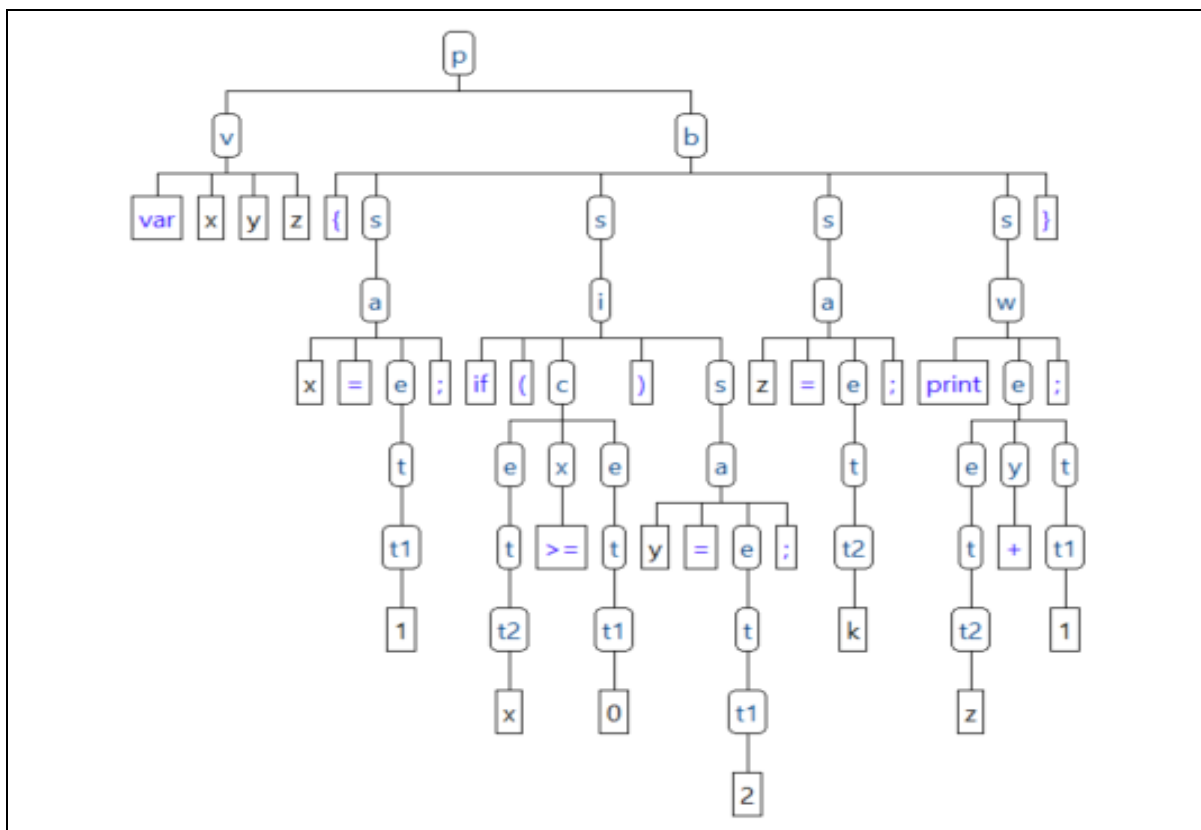 p
v b
var x y z { s s s s }
a i a w
x = e ; if ( c ) s z = e ; print e ;
t e x e a t e y t
t1 t >= t y = e ; t2 t + t1
1 t2 t1 t k t2 1
x 0 t1 z
2